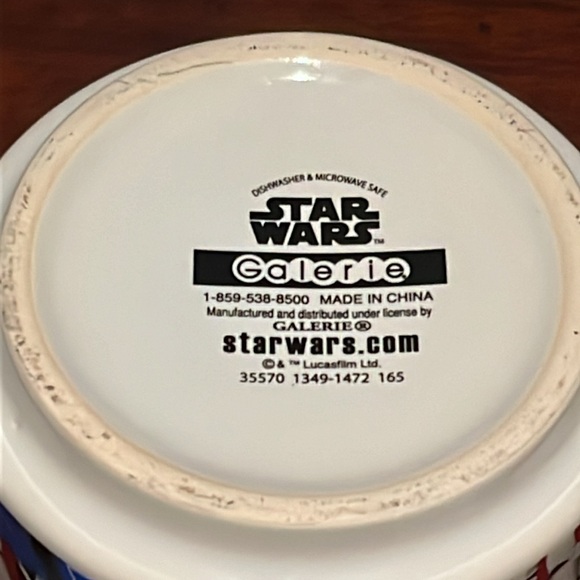 DISHWASHER & MICROWAVE SAFE
STAR
WARS™
Galerie
1-859-538-8500 MADE IN CHINA
Manufactured and distributed under license by
GALERIE®
starwars.com
©& ™ Lucasfilm Ltd.
35570 1349-1472 165